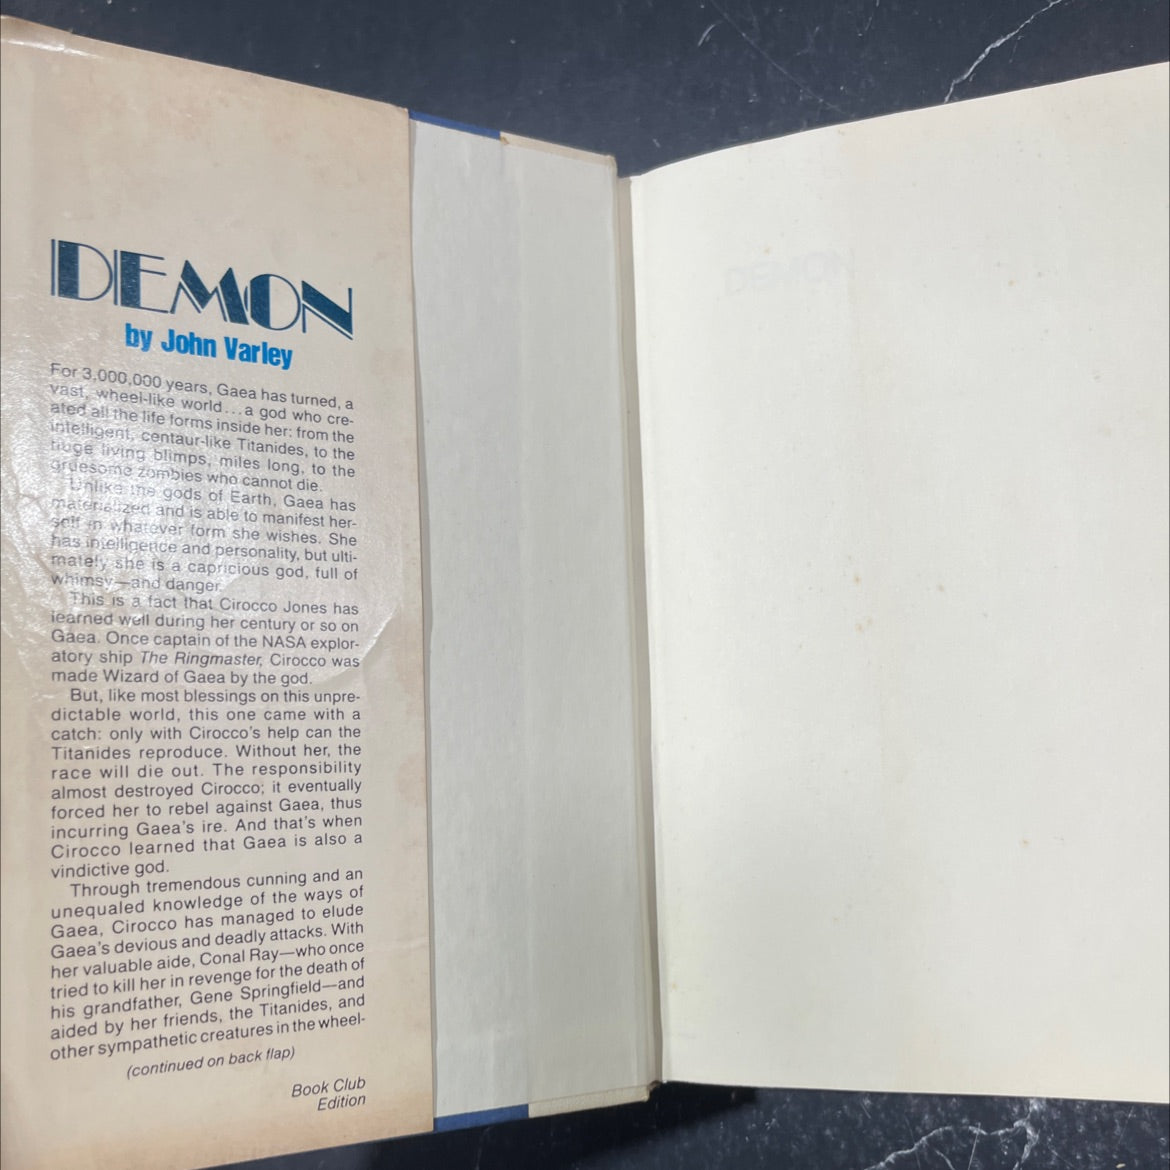 DEMON
by John Varley
For 3,000,000 years, Gaea has turned, a
vast, wheel-like world...a god who cre-
ated all the life forms inside her: from the
intelligent, centaur-like Titanides, to the
huge living blimps, miles long, to the
gruesome zombies who cannot die.
Unlike the gods of Earth, Gaea has
materialized and is able to manifest her-
self in whatever form she wishes. She
has intelligence and personality, but ulti-
mately she is a capricious god, full of
whimsy—and danger.
This is a fact that Cirocco Jones has
learned well during her century or so on
Gaea. Once captain of the NASA explor-
atory ship The Ringmaster, Cirocco was
made Wizard of Gaea by the god.
But, like most blessings on this unpre-
dictable world, this one came with a
catch: only with Cirocco's help can the
Titanides reproduce. Without her, the
race will die out. The responsibility
almost destroyed Cirocco; it eventually
forced her to rebel against Gaea, thus
incurring Gaea's ire. And that's when
Cirocco learned that Gaea is also a
vindictive god.
Through tremendous cunning and an
unequaled knowledge of the ways of
Gaea, Cirocco has managed to elude
Gaea's devious and deadly attacks. With
her valuable aide, Conal Ray—who once
tried to kill her in revenge for the death of
his grandfather, Gene Springfield—and
aided by her friends, the Titanides, and
other sympathetic creatures in the wheel-
(continued on back flap)
Book Club
Edition